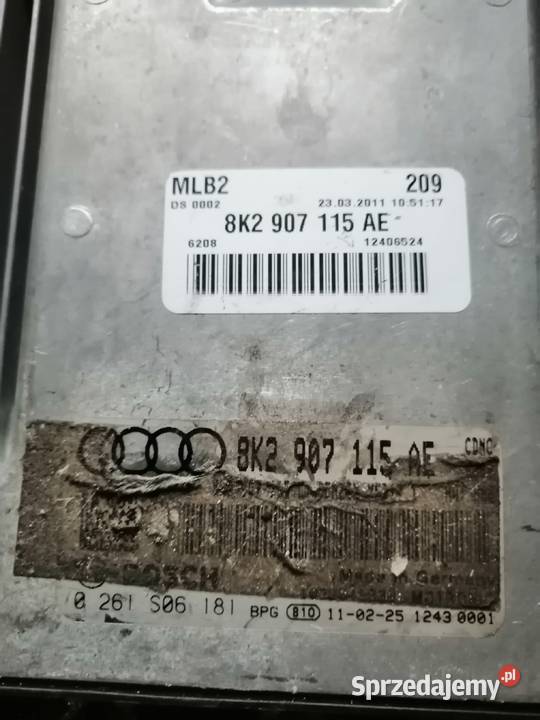 MLB2 209
DS 0002 23.03.2011 10:51:17
8K2 907 115 AE
6208 12406524
8K2 907 115 AE CDNC
BOSCH Made in Germany
0 261 S06 181 BPG 810 11-02-25 1243 0001
Sprzedajemy.pl